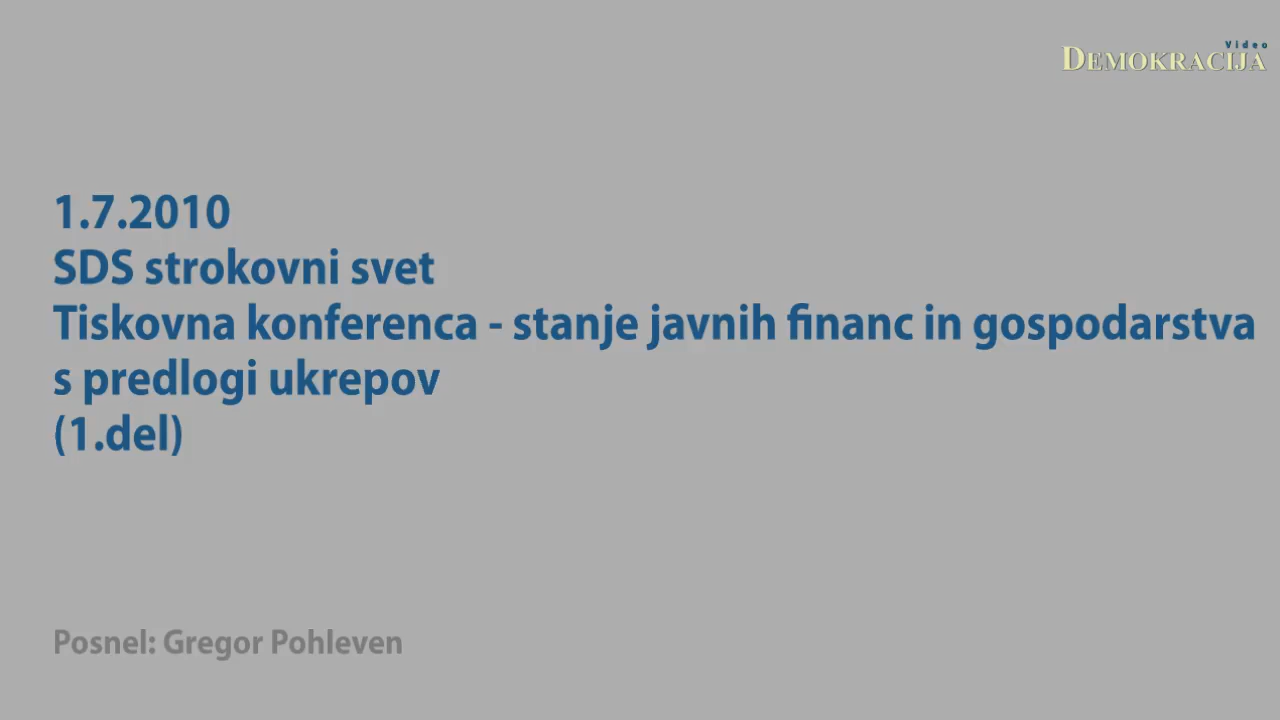 Video
DEMOKRACIJA
1.7.2010
SDS strokovni svet
Tiskovna konferenca - stanje javnih financ in gospodarstva
s predlogi ukrepov
(1.del)
Posnel: Gregor Pohleven